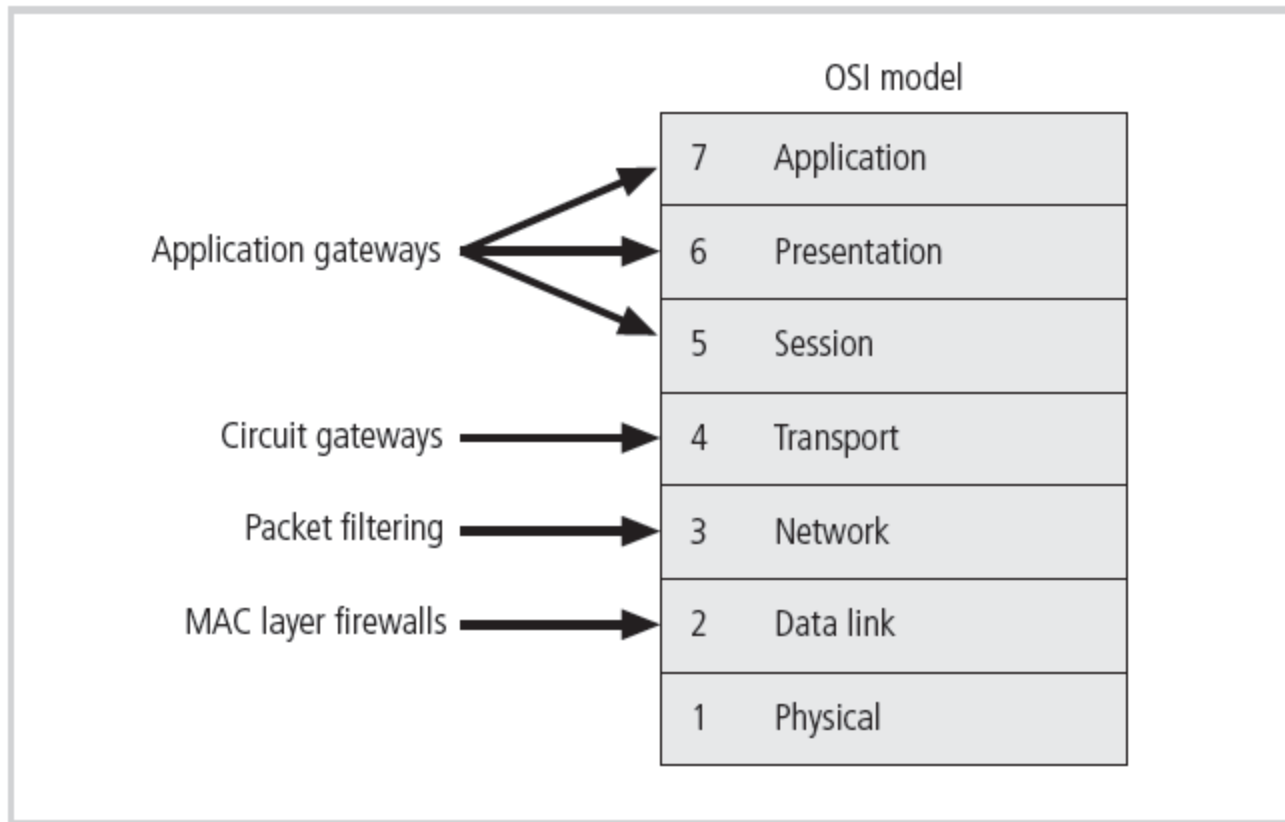 OSI model
7 Application
Application gateways
6 Presentation
5 Session
Circuit gateways
4 Transport
Packet filtering
3 Network
MAC layer firewalls
2 Data link
1 Physical